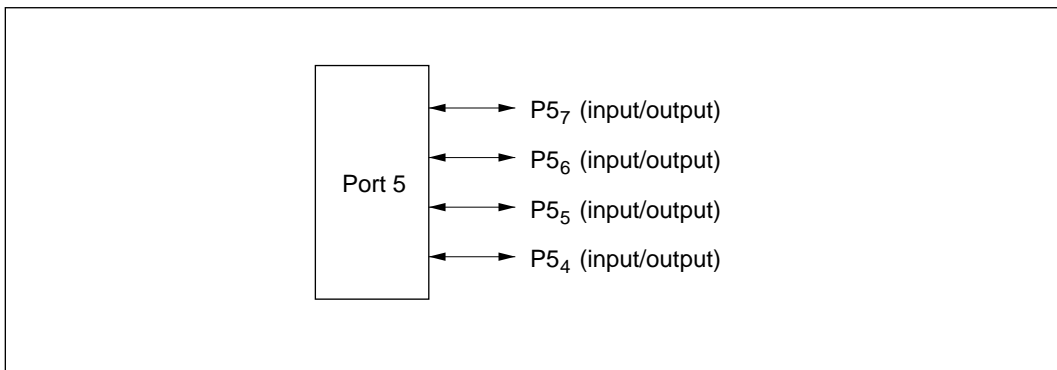 P5₇ (input/output)
P5₆ (input/output)
Port 5
P5₅ (input/output)
P5₄ (input/output)